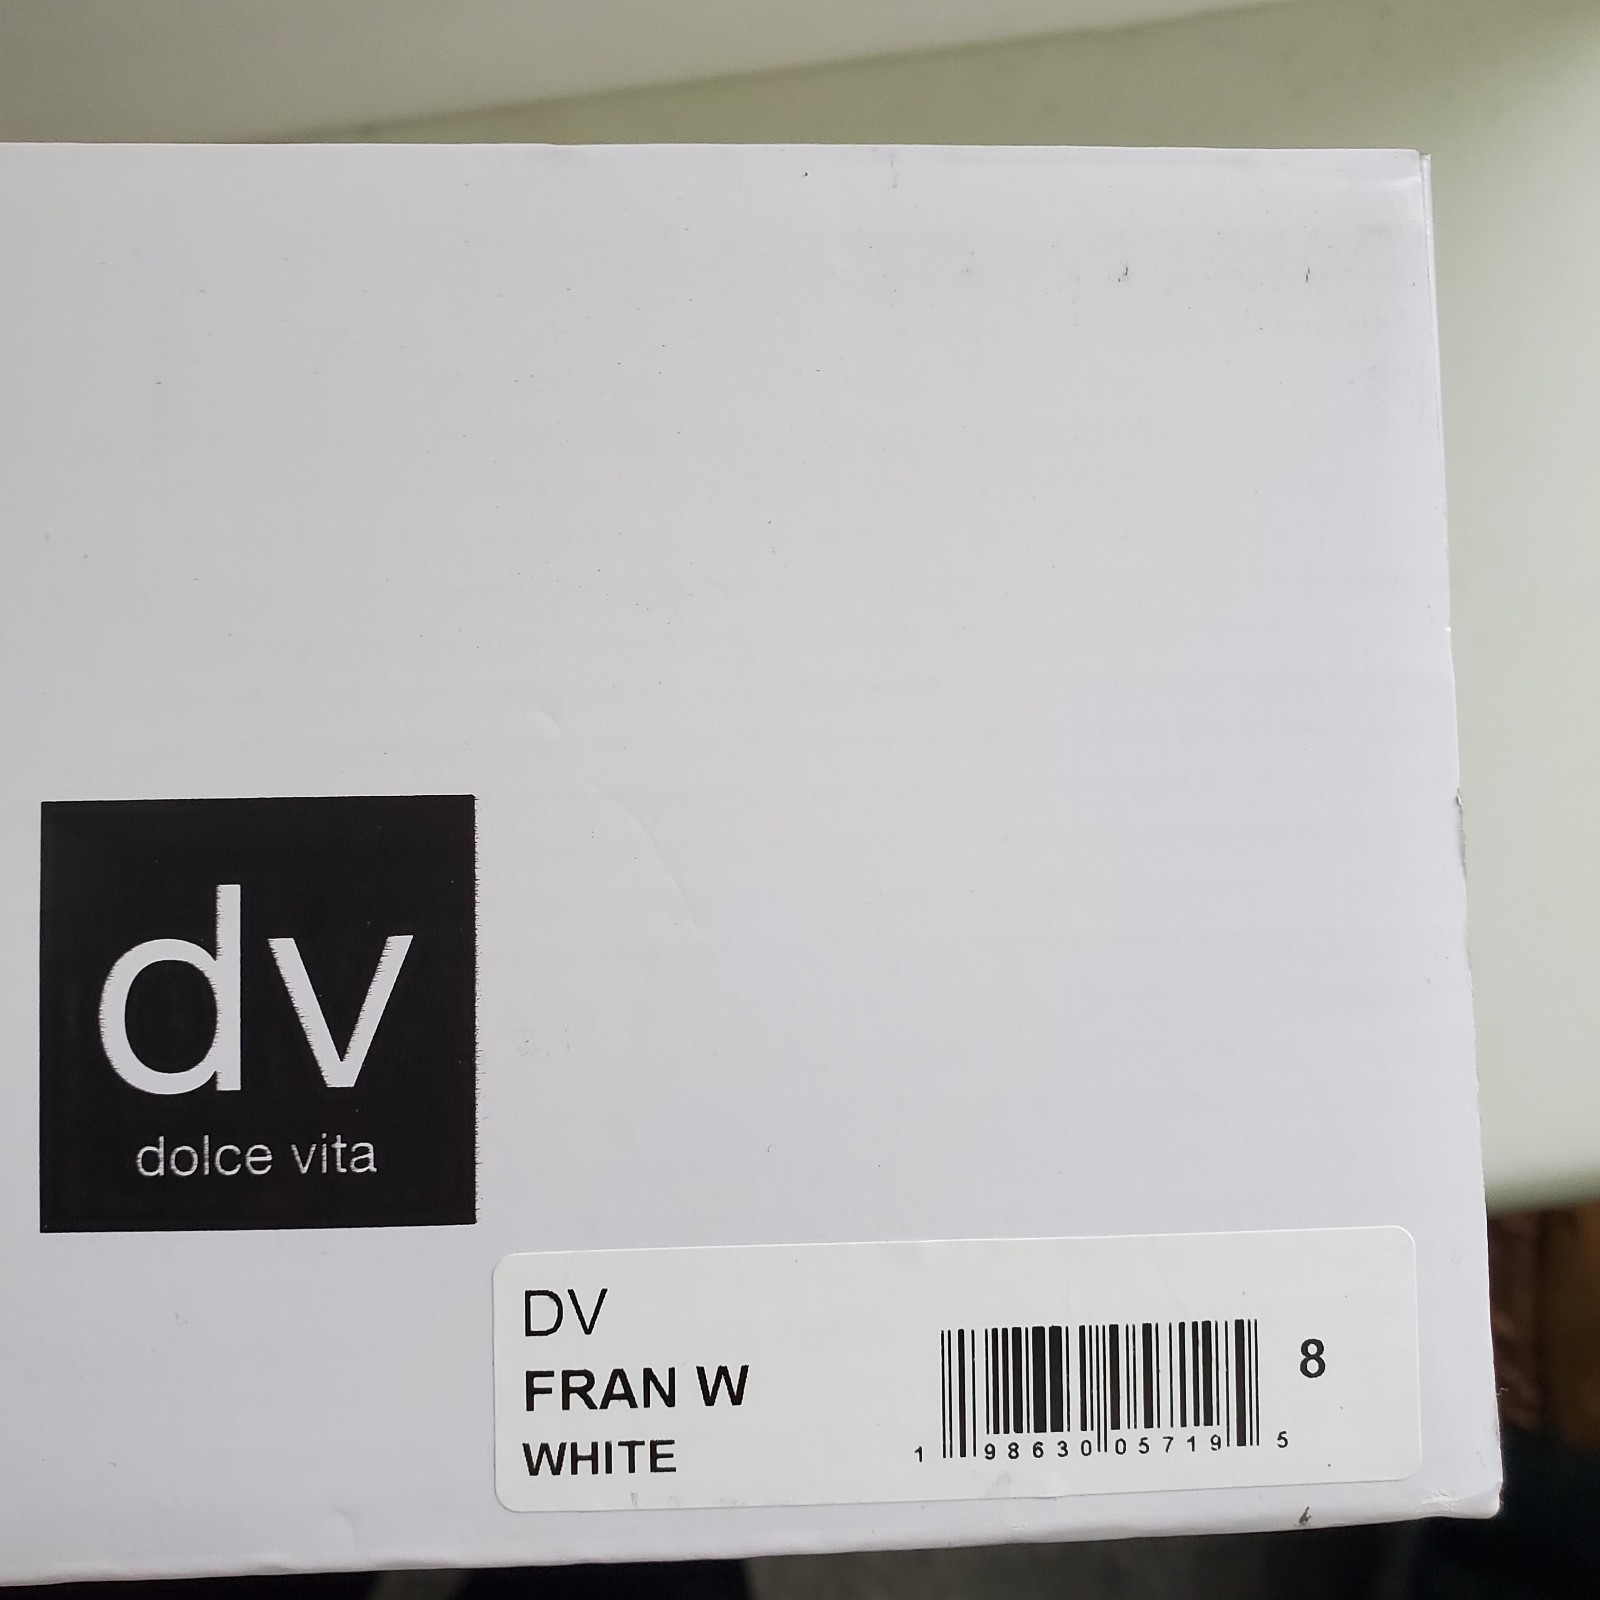 dv
dolce vita
DV
FRAN W
WHITE
8
1 98630 05719 5